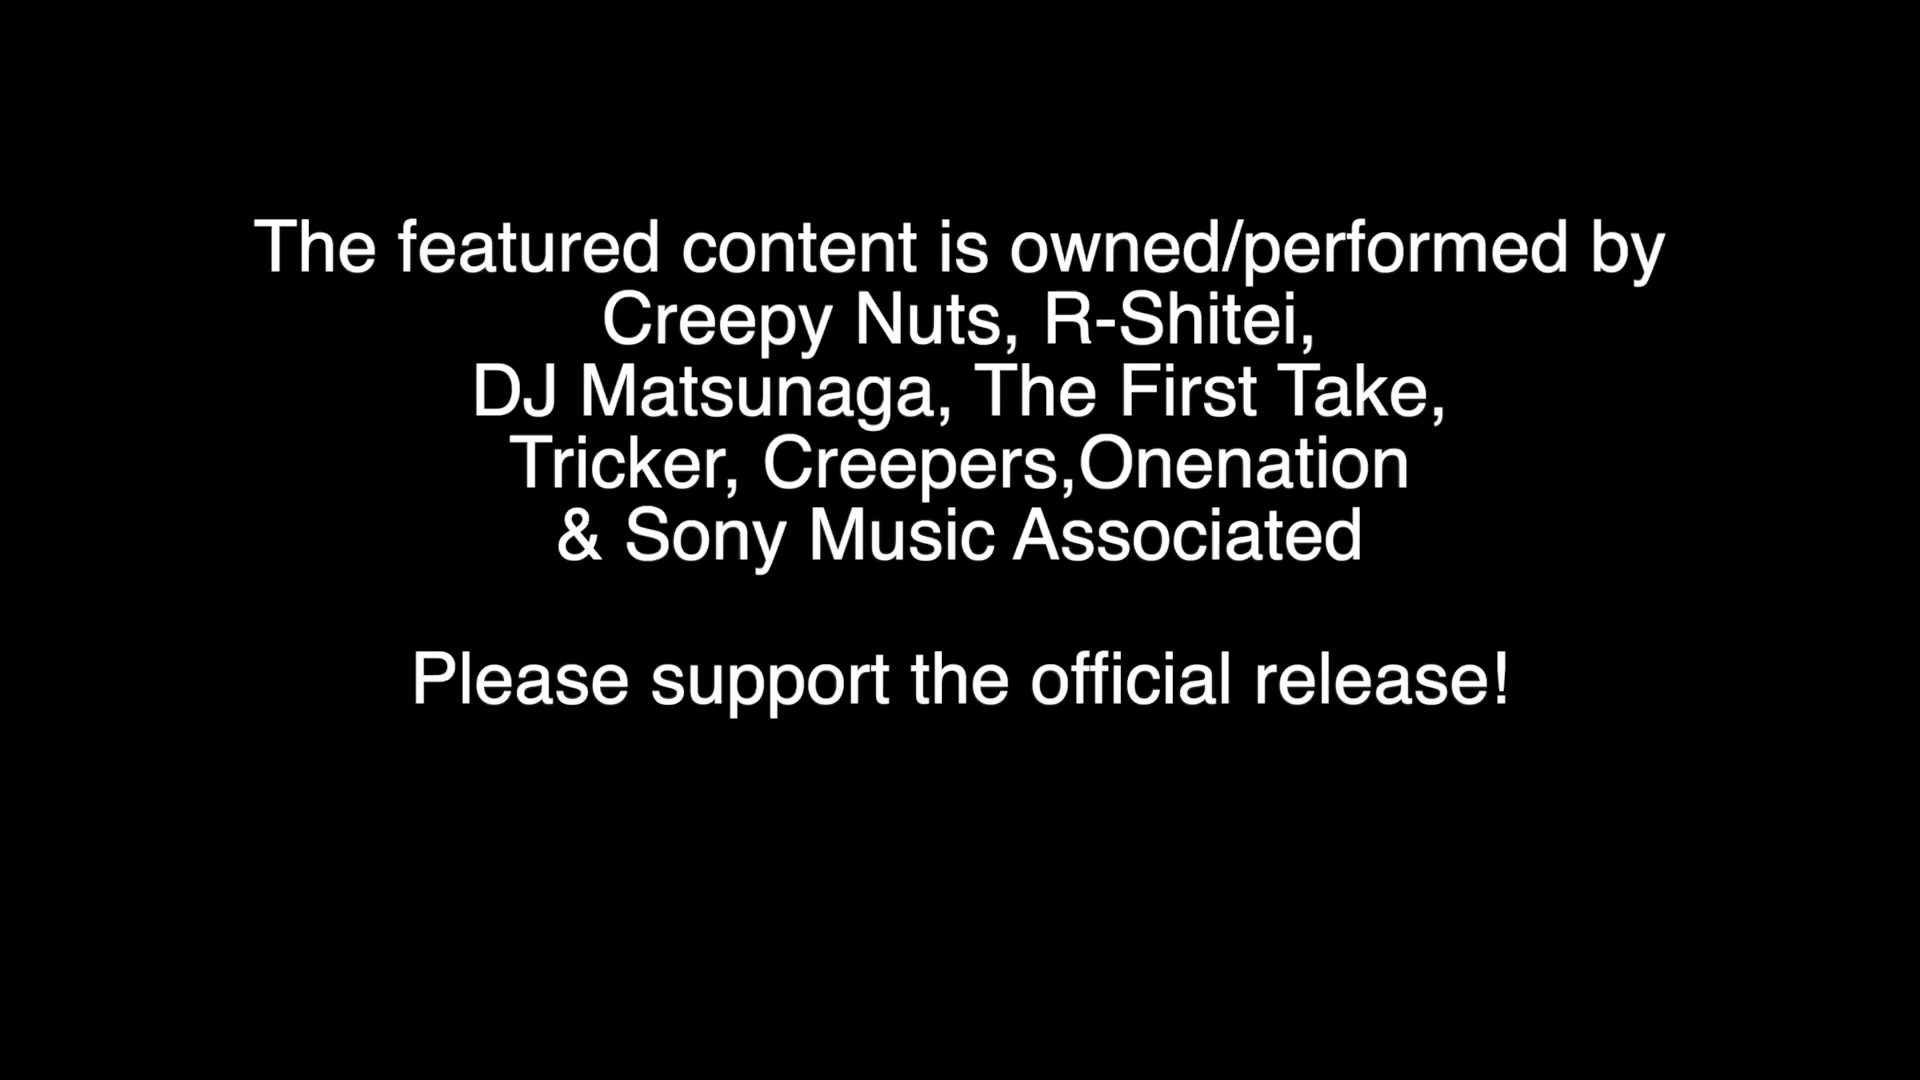 The featured content is owned/performed by
Creepy Nuts, R-Shitei,
DJ Matsunaga, The First Take,
Tricker, Creepers,Onenation
& Sony Music Associated
Please support the official release!